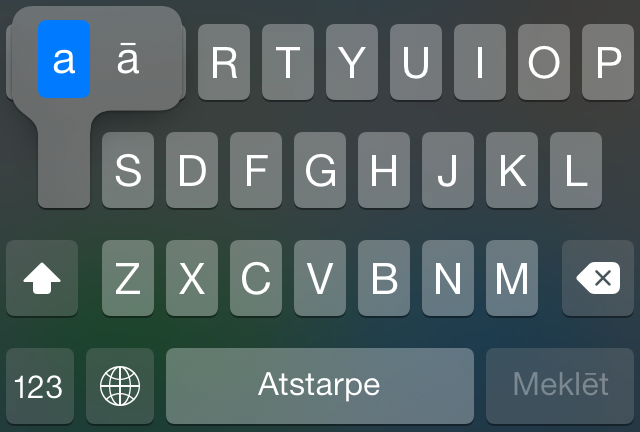 a ā R T Y U I O P
S D F G H J K L
Z X C V B N M
123 Atstarpe Meklēt